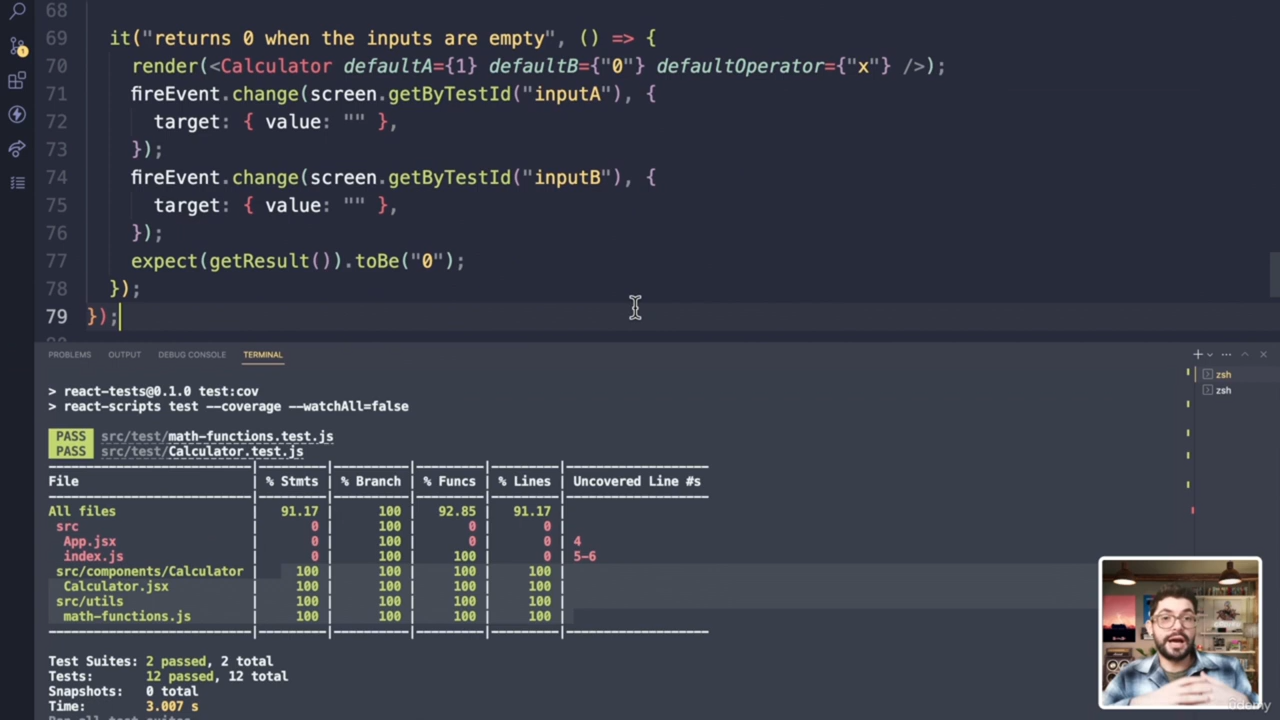 68
69 it("returns 0 when the inputs are empty", () => {
70 render(<Calculator defaultA={1} defaultB={"0"} defaultOperator={"x"} />);
71 fireEvent.change(screen.getByTestId("inputA"), {
72 target: { value: "" },
73 });
74 fireEvent.change(screen.getByTestId("inputB"), {
75 target: { value: "" },
76 });
77 expect(getResult()).toBe("0");
78 });
79 });
PROBLEMS OUTPUT DEBUG CONSOLE TERMINAL
zsh
zsh
> react-tests@0.1.0 test:cov
> react-scripts test --coverage --watchAll=false
PASS src/test/math-functions.test.js
PASS src/test/Calculator.test.js
File | % Stmts | % Branch | % Funcs | % Lines | Uncovered Line #s
All files | 91.17 | 100 | 92.85 | 91.17 |
src | 0 | 100 | 0 | 0 |
App.jsx | 0 | 100 | 0 | 0 | 4
index.js | 0 | 100 | 100 | 0 | 5-6
src/components/Calculator | 100 | 100 | 100 | 100 |
Calculator.jsx | 100 | 100 | 100 | 100 |
src/utils | 100 | 100 | 100 | 100 |
math-functions.js | 100 | 100 | 100 | 100 |
Test Suites: 2 passed, 2 total
Tests: 12 passed, 12 total
Snapshots: 0 total
Time: 3.007 s
Ran all test suites.
ûdemy